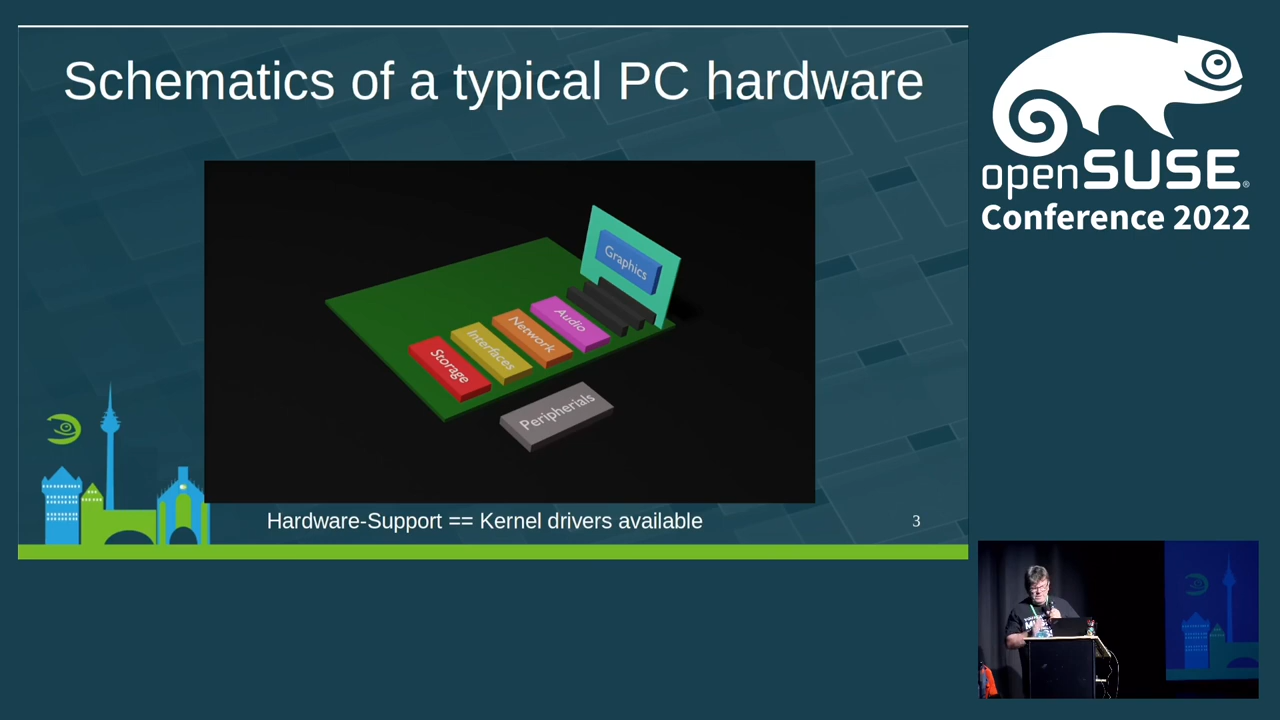 Schematics of a typical PC hardware
Graphics
Audio
Network
Interfaces
Storage
Peripherials
Hardware-Support == Kernel drivers available
3
openSUSE®
Conference 2022